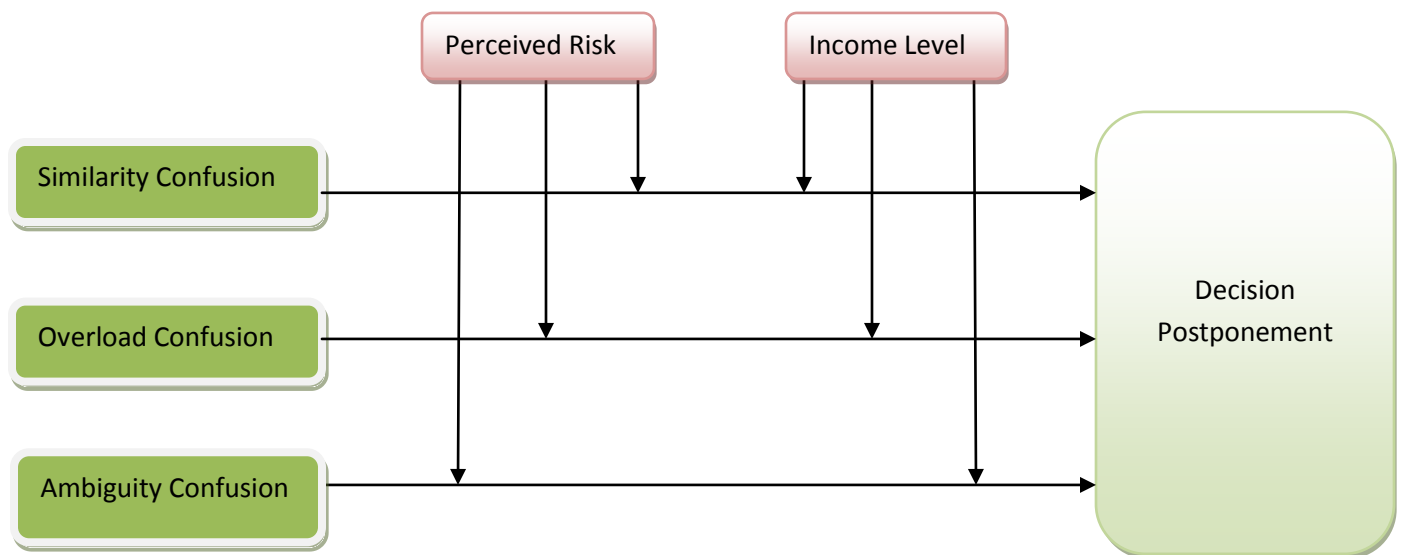 Perceived Risk
Income Level
Similarity Confusion
Overload Confusion
Ambiguity Confusion
Decision
Postponement